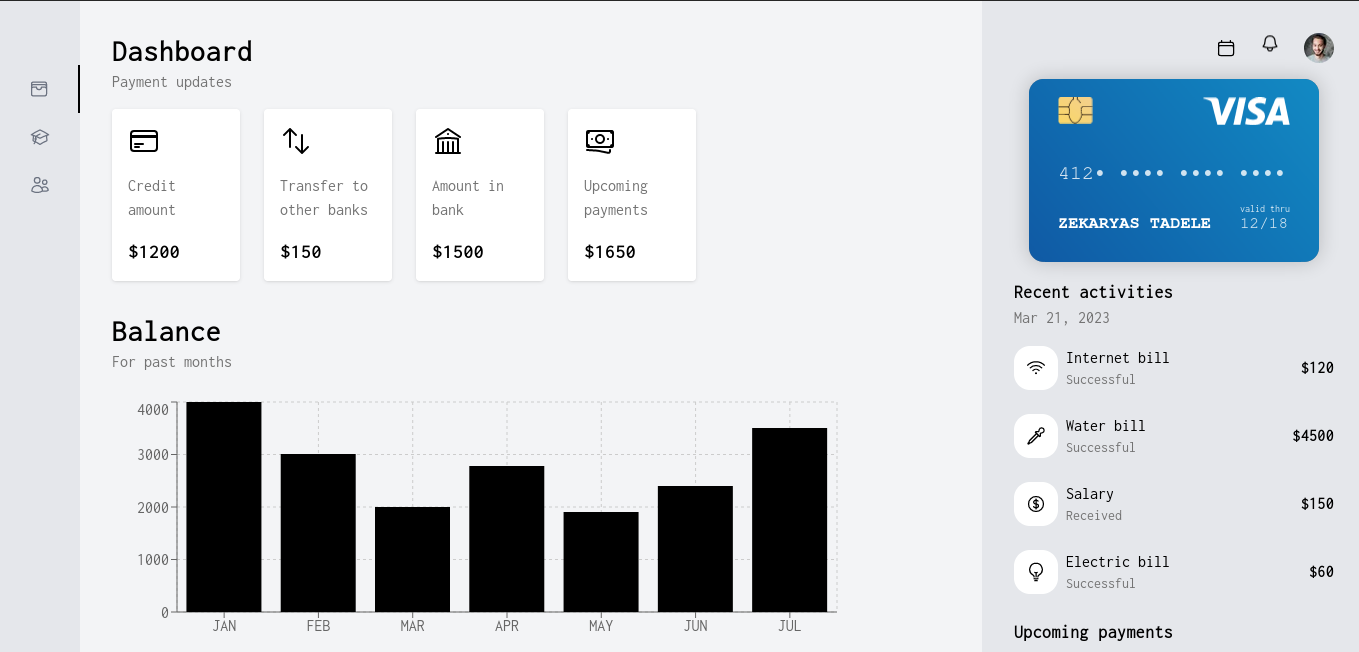 Dashboard
Payment updates
Credit
amount
$1200
Transfer to
other banks
$150
Amount in
bank
$1500
Upcoming
payments
$1650
Balance
For past months
4000
3000
2000
1000
0
JAN FEB MAR APR MAY JUN JUL
VISA
412• •••• •••• ••••
valid thru
ZEKARYAS TADELE 12/18
Recent activities
Mar 21, 2023
Internet bill
Successful
$120
Water bill
Successful
$4500
Salary
Received
$150
Electric bill
Successful
$60
Upcoming payments